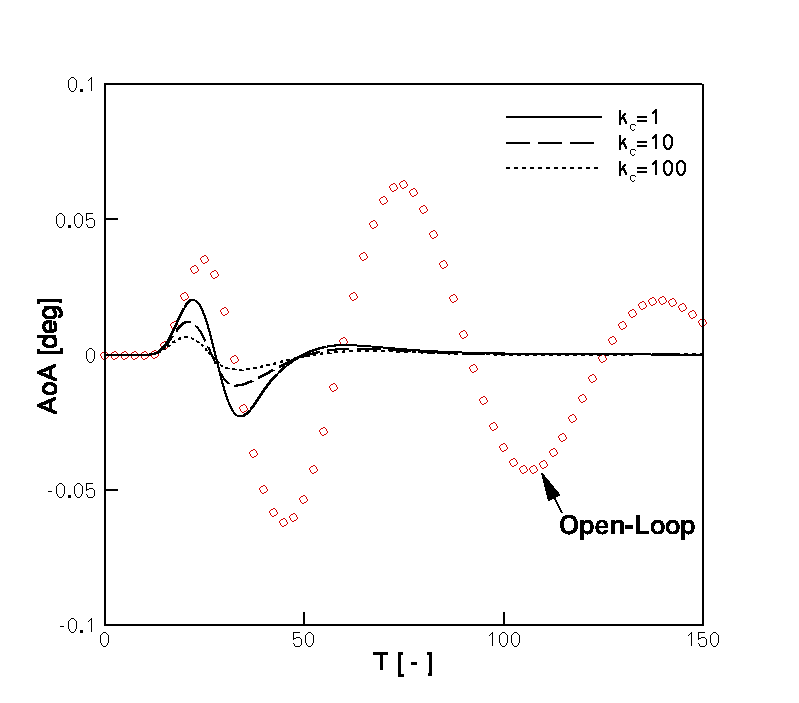 0.1
k_c=1
k_c=10
k_c=100
0.05
AoA [deg]
0
-0.05
Open-Loop
-0.1
0 50 100 150
T [ - ]